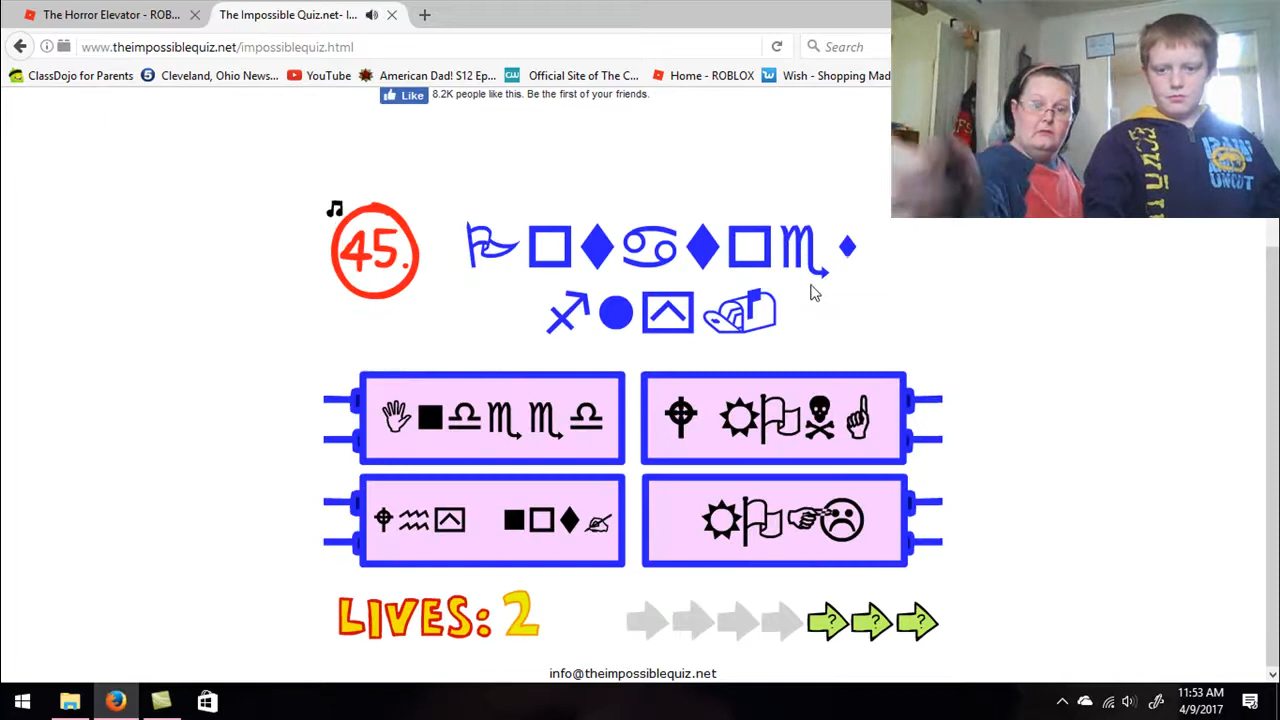 The Horror Elevator - ROB...
The Impossible Quiz.net- I...
www.theimpossiblequiz.net/impossiblequiz.html
Search
ClassDojo for Parents
Cleveland, Ohio News...
YouTube
American Dad! S12 Ep...
Official Site of The C...
Home - ROBLOX
Wish - Shopping Mad
Like 8.2K people like this. Be the first of your friends.
45.
🏱□⧫♋⧫□♏⬧
♐●⍓📬
🖐■♎♏♏♎
🕈 ☼⚐☠☝
🕈♒⍓ ■□⧫✍
☼⚐☞☹
LIVES: 2
? ? ?
info@theimpossiblequiz.net
11:53 AM
4/9/2017